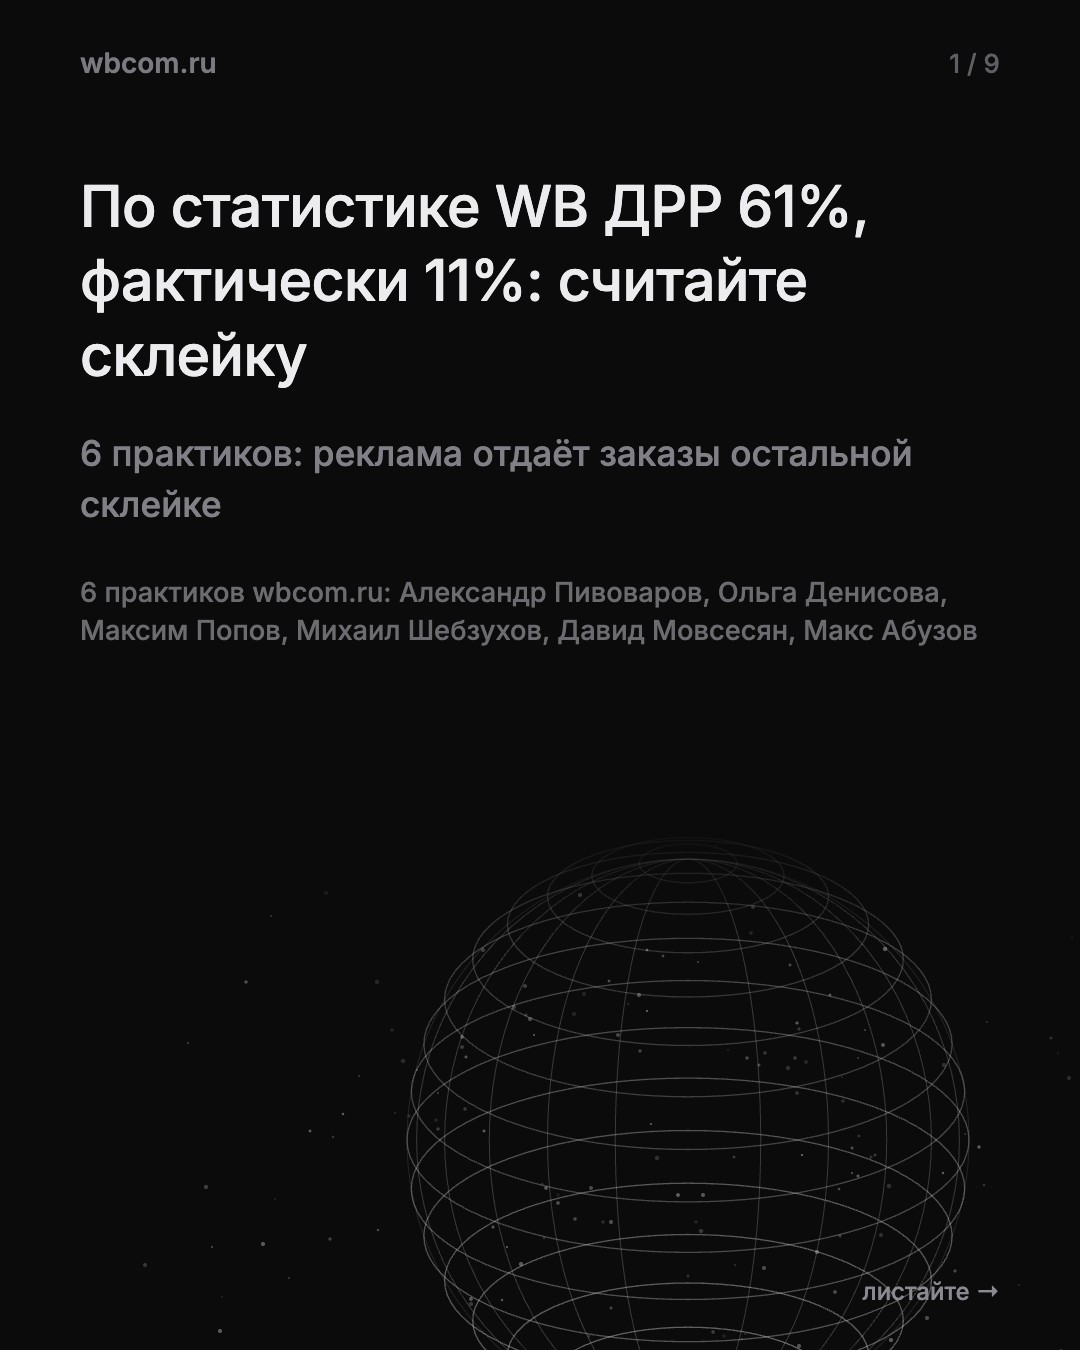 wbcom.ru
1 / 9
По статистике WB ДРР 61%,
фактически 11%: считайте
склейку
6 практиков: реклама отдаёт заказы остальной
склейке
6 практиков wbcom.ru: Александр Пивоваров, Ольга Денисова,
Максим Попов, Михаил Шебзухов, Давид Мовсесян, Макс Абузов
листайте →